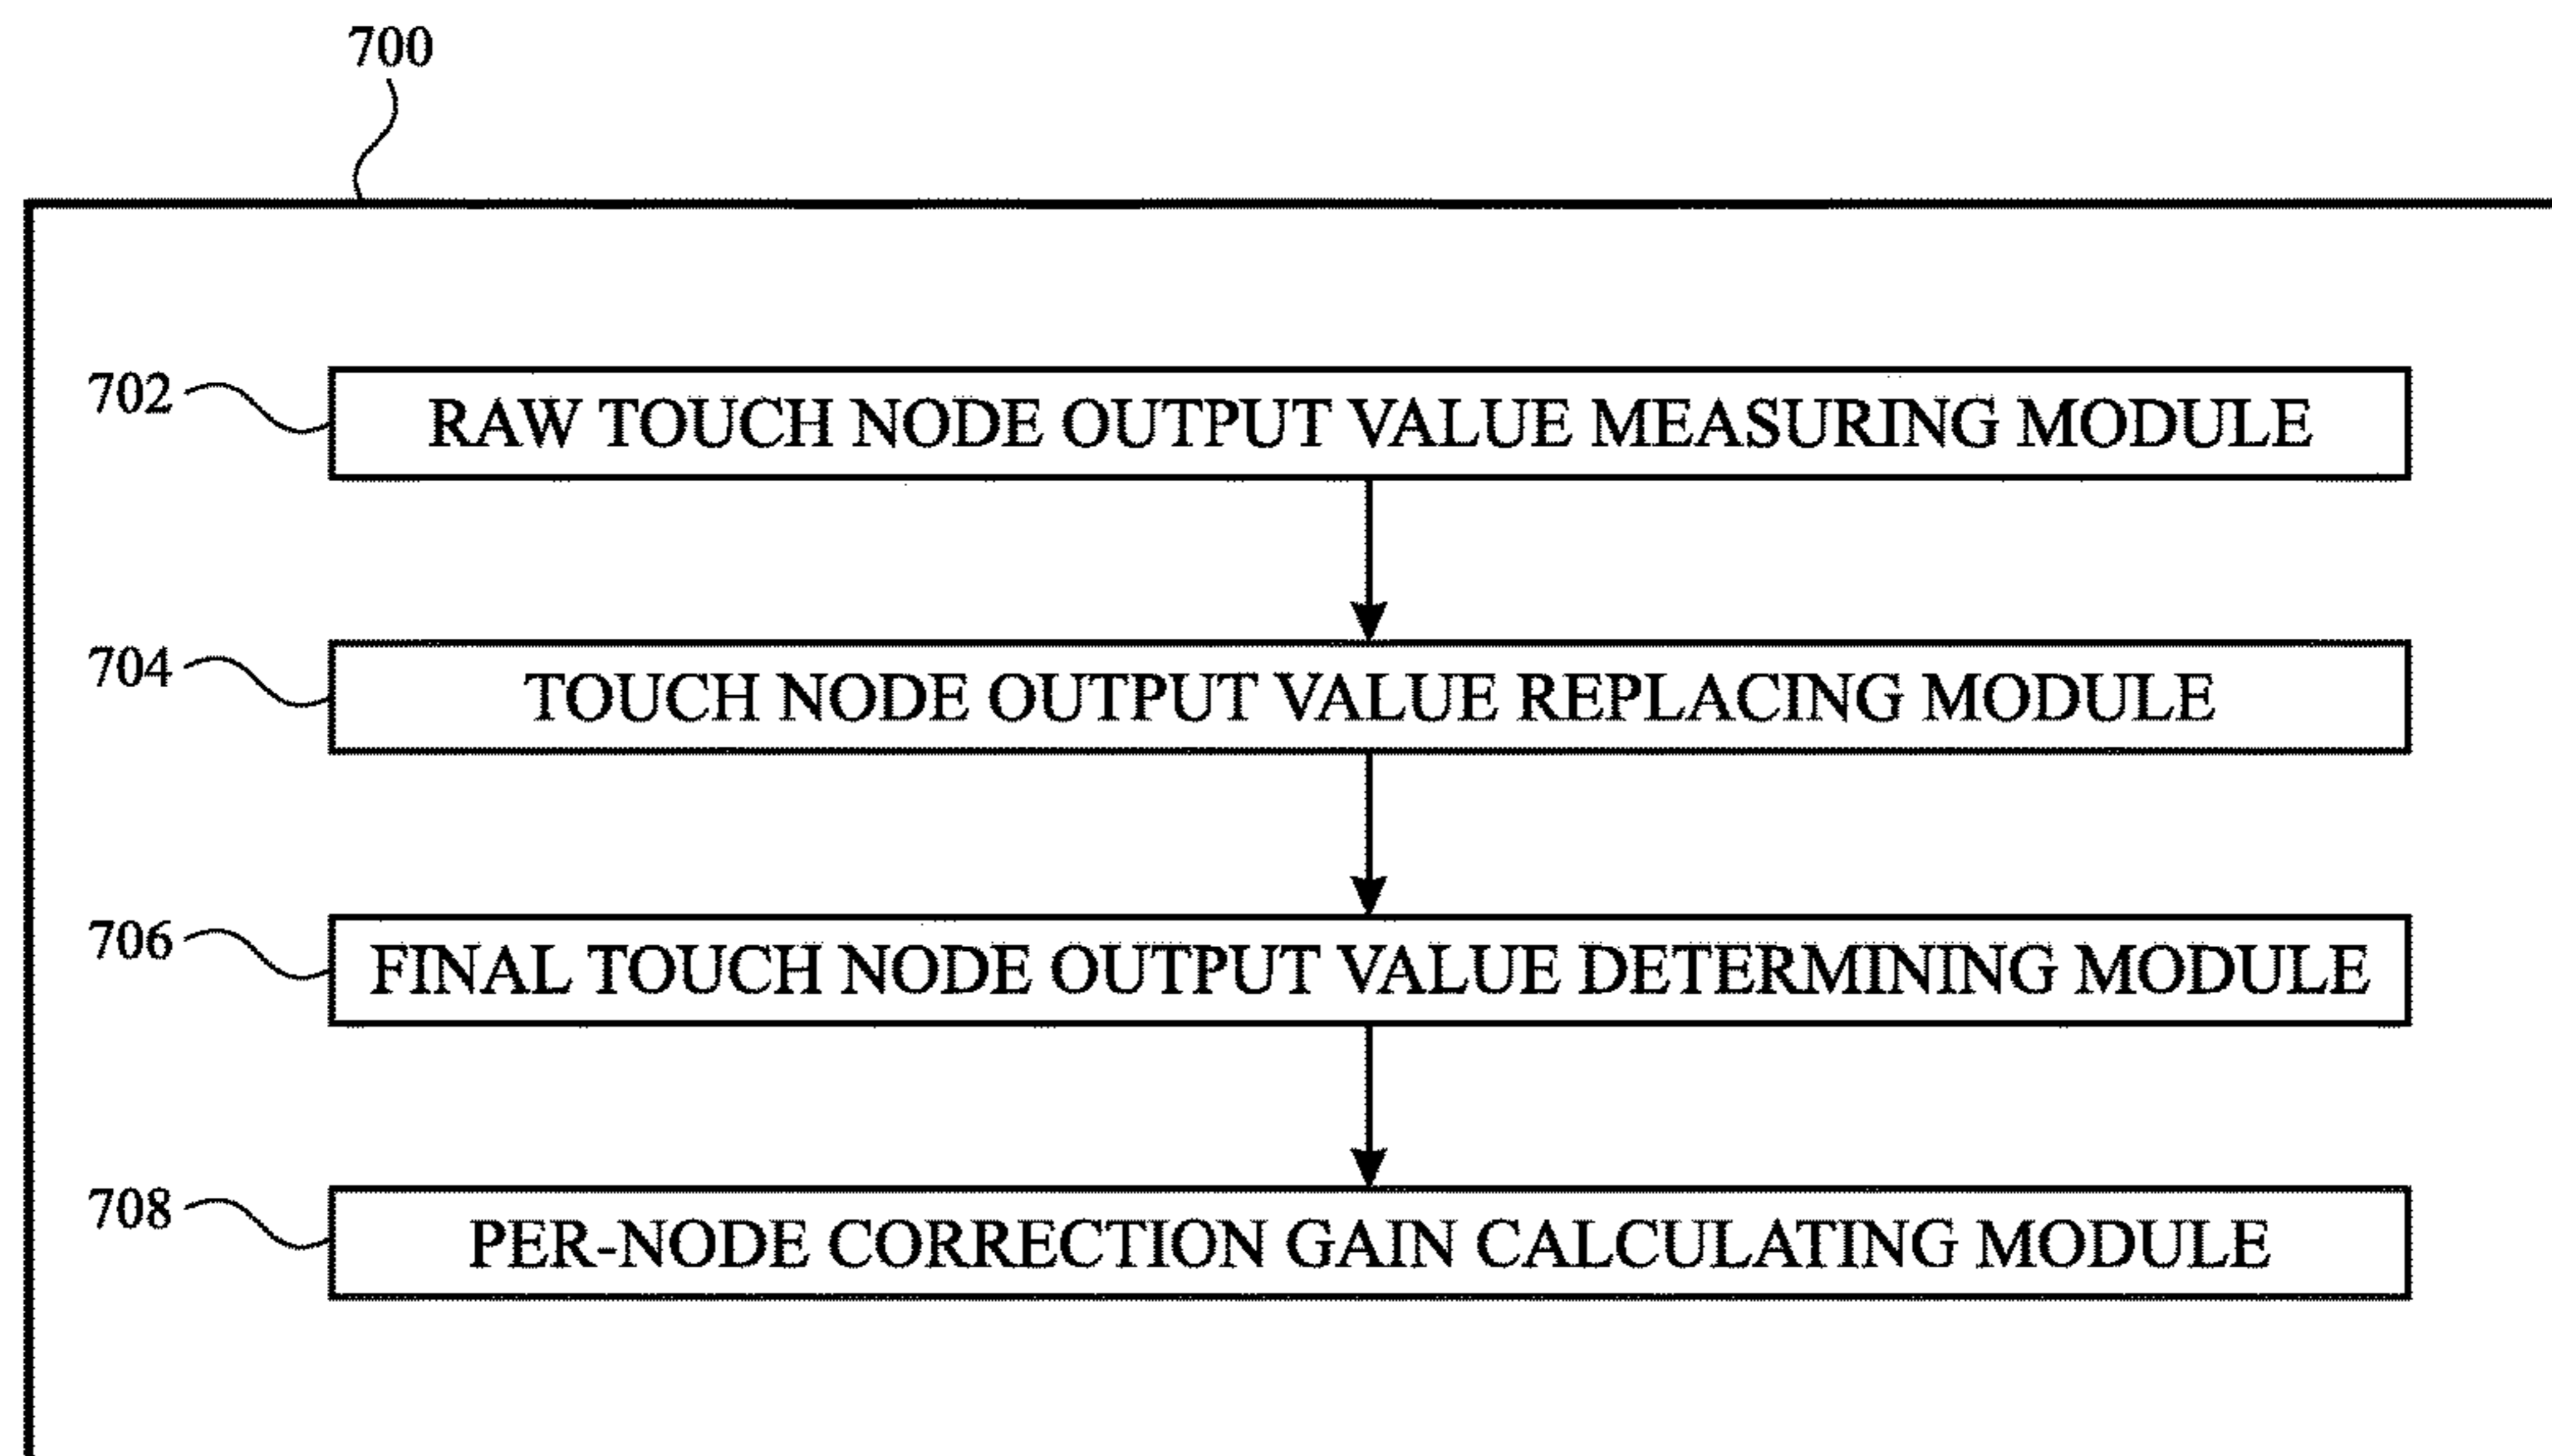 700
702 RAW TOUCH NODE OUTPUT VALUE MEASURING MODULE
704 TOUCH NODE OUTPUT VALUE REPLACING MODULE
706 FINAL TOUCH NODE OUTPUT VALUE DETERMINING MODULE
708 PER-NODE CORRECTION GAIN CALCULATING MODULE